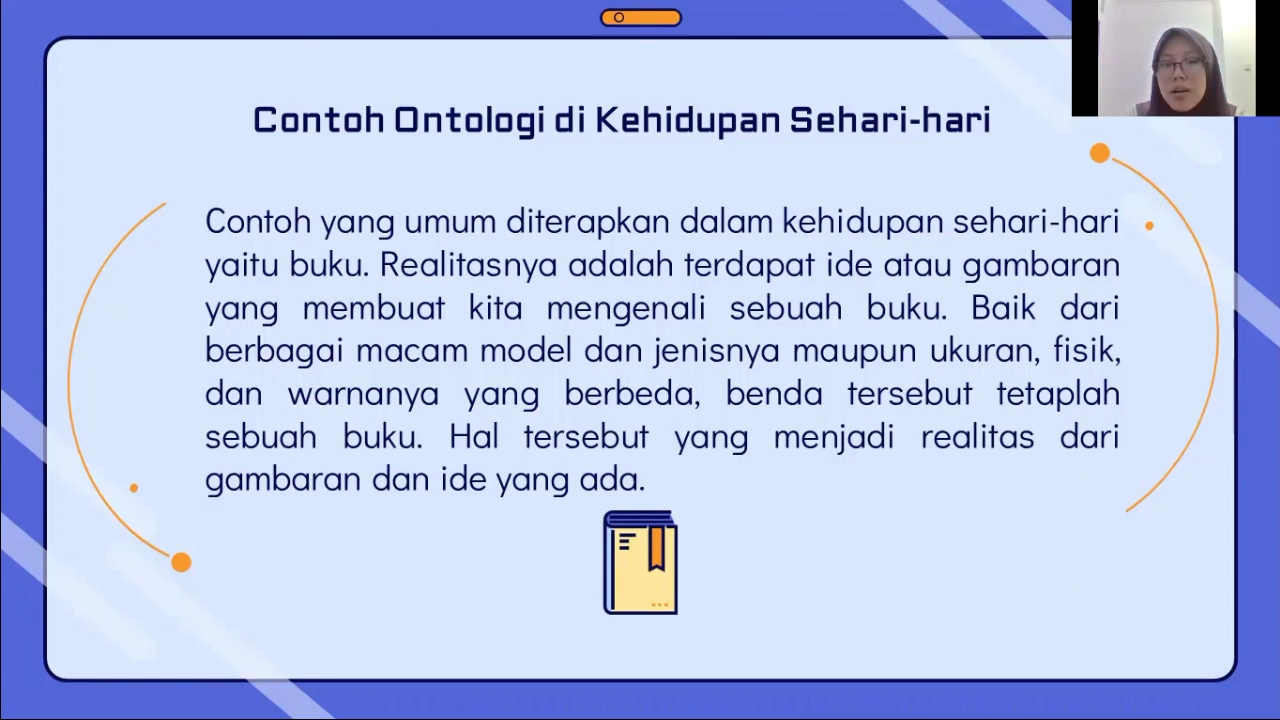 Contoh Ontologi di Kehidupan Sehari-hari
Contoh yang umum diterapkan dalam kehidupan sehari-hari
yaitu buku. Realitasnya adalah terdapat ide atau gambaran
yang membuat kita mengenali sebuah buku. Baik dari
berbagai macam model dan jenisnya maupun ukuran, fisik,
dan warnanya yang berbeda, benda tersebut tetaplah
sebuah buku. Hal tersebut yang menjadi realitas dari
gambaran dan ide yang ada.